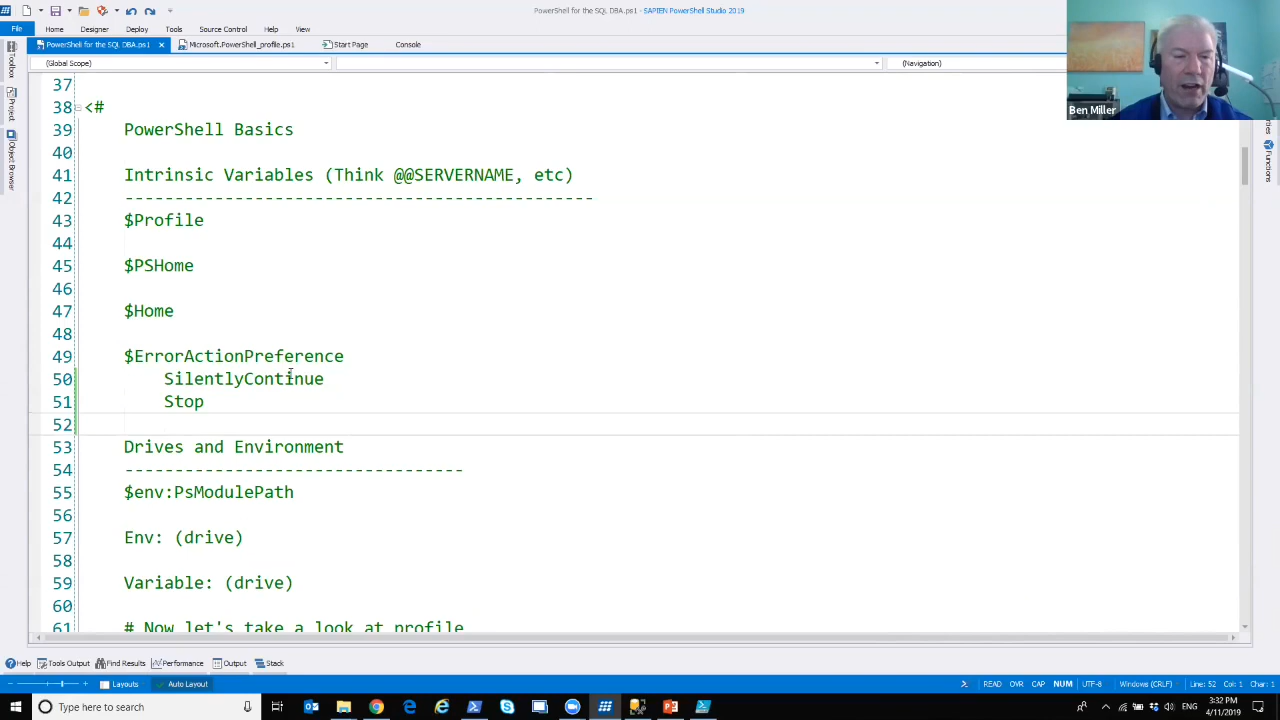 PowerShell for the SQL DBA.ps1 - SAPIEN PowerShell Studio 2019
File Home Designer Deploy Tools Source Control Help View
PowerShell for the SQL DBA.ps1 Microsoft.PowerShell_profile.ps1 Start Page Console
(Global Scope) (Navigation)
Toolbox
Project
Object Browser
Functions
Ben Miller
37
38 <#
39 PowerShell Basics
40
41 Intrinsic Variables (Think @@SERVERNAME, etc)
42 -----------------------------------------------
43 $Profile
44
45 $PSHome
46
47 $Home
48
49 $ErrorActionPreference
50 SilentlyContinue
51 Stop
52
53 Drives and Environment
54 ----------------------------------
55 $env:PsModulePath
56
57 Env: (drive)
58
59 Variable: (drive)
60
61 # Now let's take a look at profile
Help Tools Output Find Results Performance Output Stack
Layouts Auto Layout READ OVR CAP NUM UTF-8 Windows (CRLF) Line: 52 Col: 1 Char: 1
Type here to search ENG 3:32 PM
4/11/2019